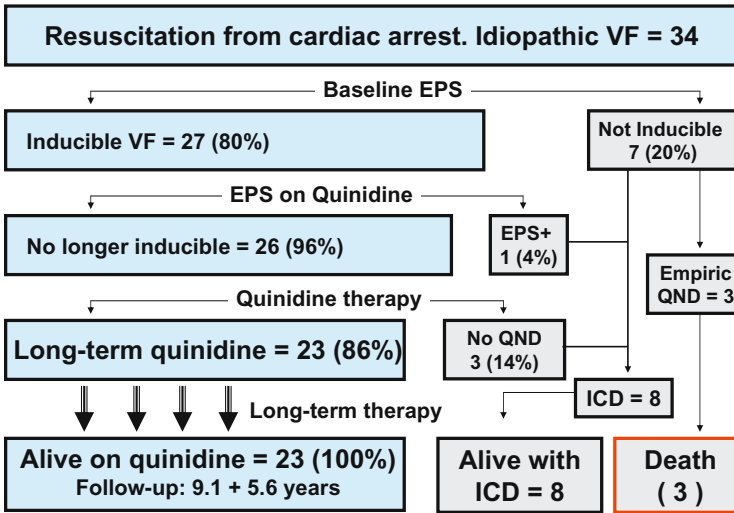 Resuscitation from cardiac arrest. Idiopathic VF = 34
Baseline EPS
Inducible VF = 27 (80%)
Not Inducible
7 (20%)
EPS on Quinidine
No longer inducible = 26 (96%)
EPS+
1 (4%)
Empiric
QND = 3
Quinidine therapy
Long-term quinidine = 23 (86%)
No QND
3 (14%)
Long-term therapy
ICD = 8
Alive on quinidine = 23 (100%)
Follow-up: 9.1 + 5.6 years
Alive with
ICD = 8
Death
( 3 )